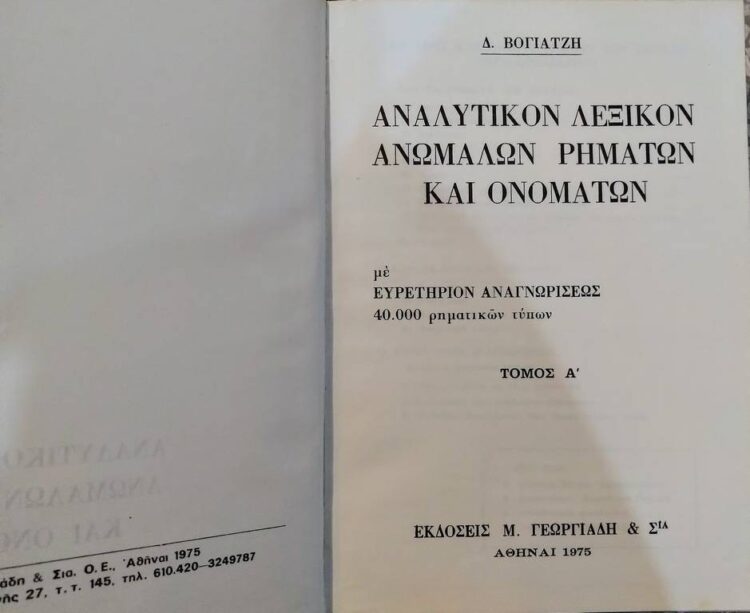 άδη & Σια. Ο.Ε., Ἀθῆναι 1975
ῆς 27, τ.τ. 145, τηλ. 610.420—3249787
Δ. ΒΟΓΙΑΤΖΗ
ΑΝΑΛΥΤΙΚΟΝ ΛΕΞΙΚΟΝ
ΑΝΩΜΑΛΩΝ ΡΗΜΑΤΩΝ
ΚΑΙ ΟΝΟΜΑΤΩΝ
μὲ
ΕΥΡΕΤΗΡΙΟΝ ΑΝΑΓΝΩΡΙΣΕΩΣ
40.000 ρηματικῶν τύπων
ΤΟΜΟΣ Α'
ΕΚΔΟΣΕΙΣ Μ. ΓΕΩΡΓΙΑΔΗ & ΣΙΑ
ΑΘΗΝΑΙ 1975